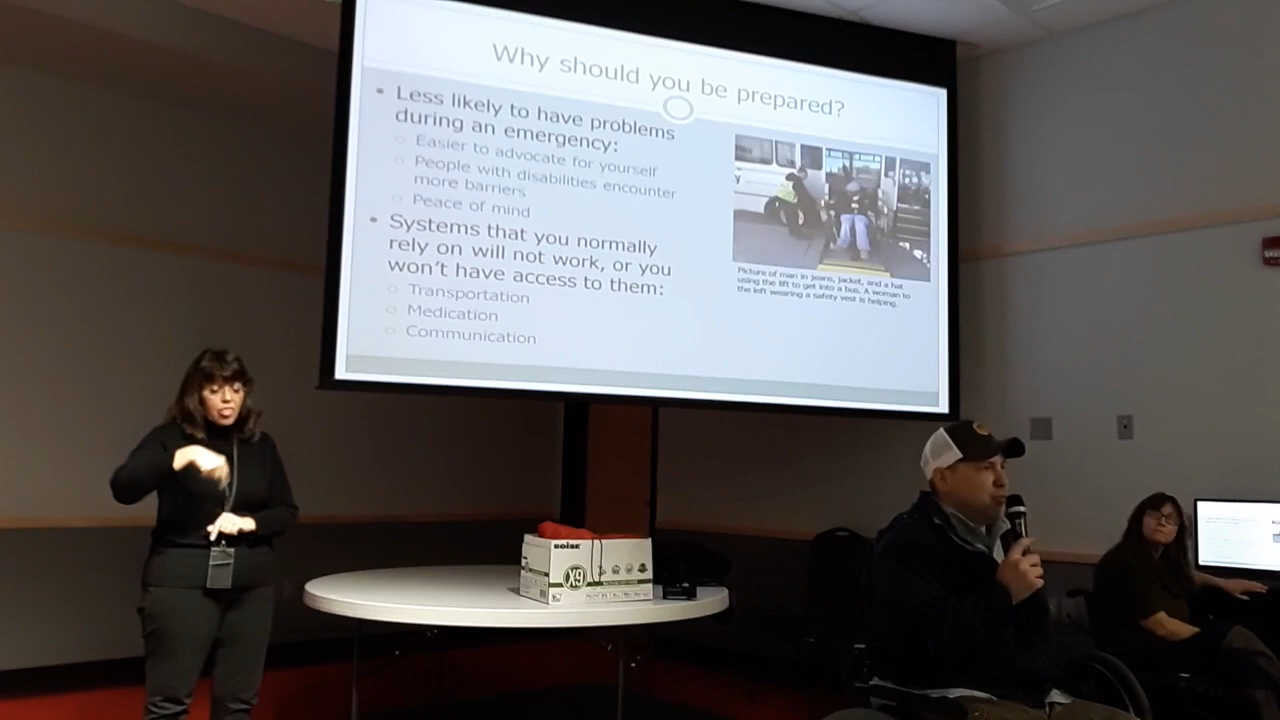 Why should you be prepared?
• Less likely to have problems
during an emergency:
○ Easier to advocate for yourself
○ People with disabilities encounter
more barriers
○ Peace of mind
• Systems that you normally
rely on will not work, or you
won't have access to them:
○ Transportation
○ Medication
○ Communication
Picture of man in jeans, jacket, and a hat
using the lift to get into a bus. A woman to
the left wearing a safety vest is helping.
BOISE
X9